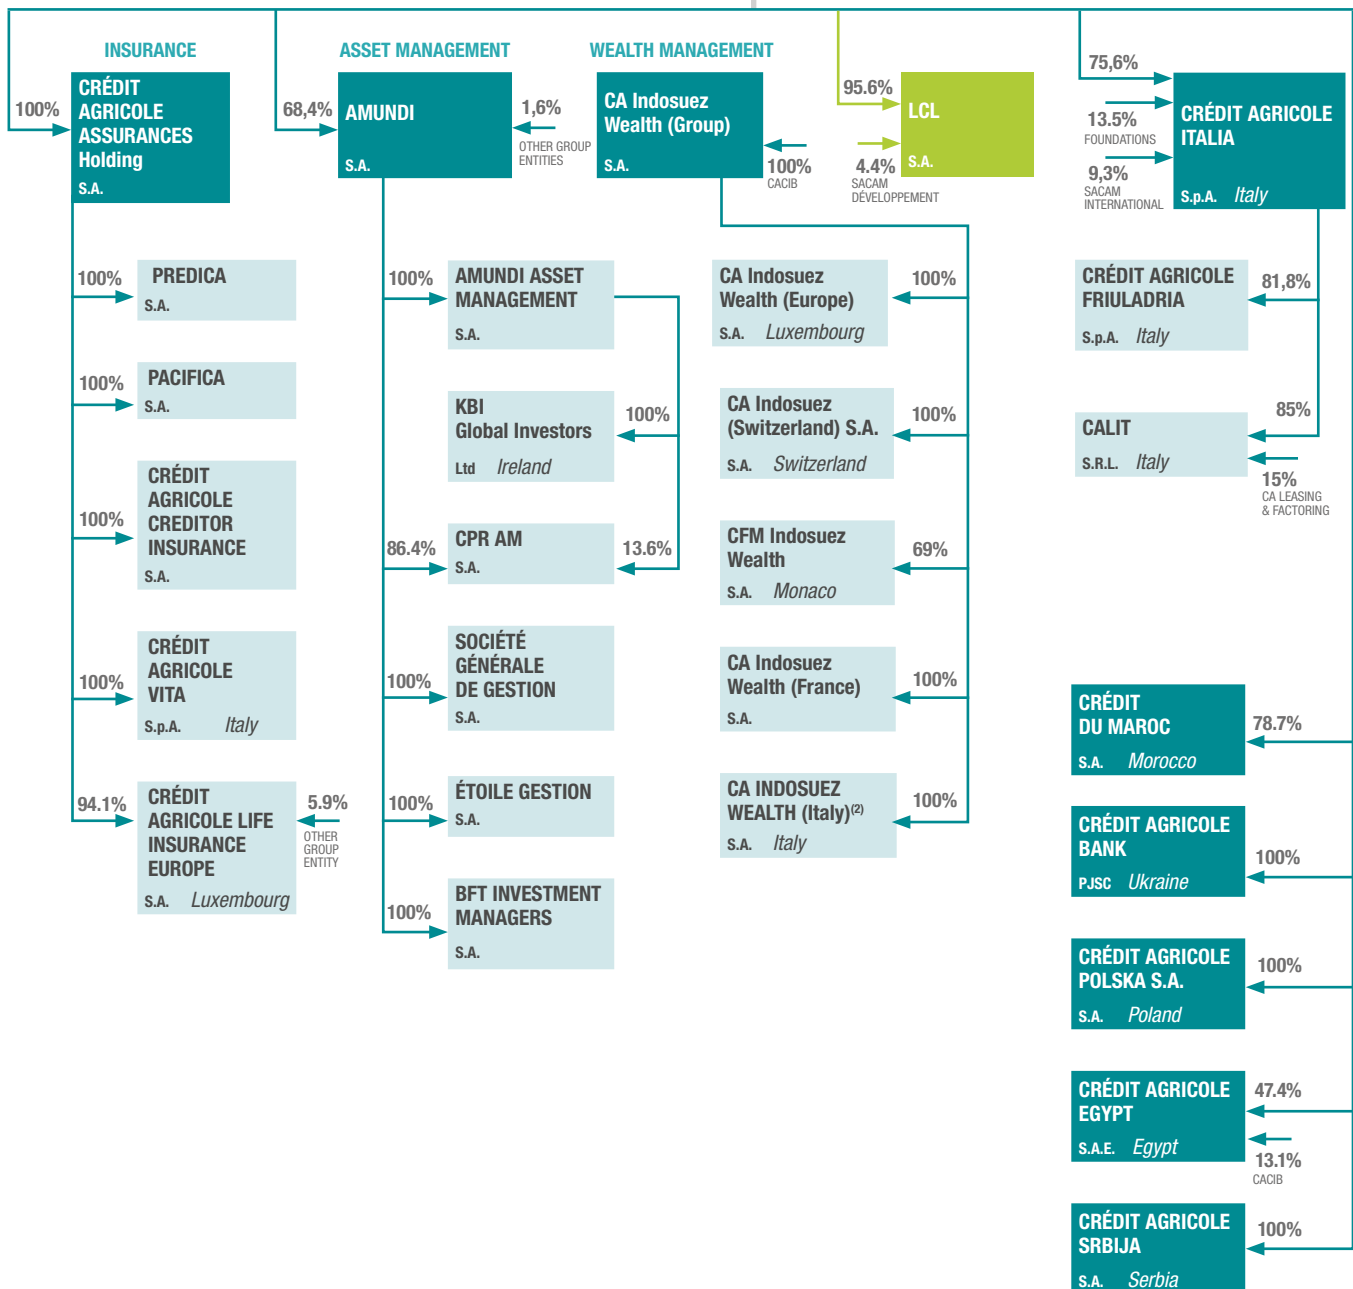 INSURANCE
100%
CRÉDIT
AGRICOLE
ASSURANCES
Holding
S.A.
100%
PREDICA
S.A.
100%
PACIFICA
S.A.
100%
CRÉDIT
AGRICOLE
CREDITOR
INSURANCE
S.A.
100%
CRÉDIT
AGRICOLE
VITA
S.p.A. Italy
94.1%
CRÉDIT
AGRICOLE LIFE
INSURANCE
EUROPE
S.A. Luxembourg
5.9%
OTHER
GROUP
ENTITY
ASSET MANAGEMENT
68,4%
AMUNDI
S.A.
1,6%
OTHER GROUP
ENTITIES
100%
AMUNDI ASSET
MANAGEMENT
S.A.
KBI
Global Investors
Ltd Ireland
100%
86.4%
CPR AM
S.A.
13.6%
100%
SOCIÉTÉ
GÉNÉRALE
DE GESTION
S.A.
100%
ÉTOILE GESTION
S.A.
100%
BFT INVESTMENT
MANAGERS
S.A.
WEALTH MANAGEMENT
CA Indosuez
Wealth (Group)
S.A.
100%
CACIB
CA Indosuez
Wealth (Europe)
S.A. Luxembourg
100%
CA Indosuez
(Switzerland) S.A.
S.A. Switzerland
100%
CFM Indosuez
Wealth
S.A. Monaco
69%
CA Indosuez
Wealth (France)
S.A.
100%
CA INDOSUEZ
WEALTH (Italy)(2)
S.A. Italy
100%
95.6%
LCL
S.A.
4.4%
SACAM
DÉVELOPPEMENT
75,6%
13.5%
FOUNDATIONS
9,3%
SACAM
INTERNATIONAL
CRÉDIT AGRICOLE
ITALIA
S.p.A. Italy
CRÉDIT AGRICOLE
FRIULADRIA
S.p.A. Italy
81,8%
CALIT
S.R.L. Italy
85%
15%
CA LEASING
& FACTORING
CRÉDIT
DU MAROC
S.A. Morocco
78.7%
CRÉDIT AGRICOLE
BANK
PJSC Ukraine
100%
CRÉDIT AGRICOLE
POLSKA S.A.
S.A. Poland
100%
CRÉDIT AGRICOLE
EGYPT
S.A.E. Egypt
47.4%
13.1%
CACIB
CRÉDIT AGRICOLE
SRBIJA
S.A. Serbia
100%